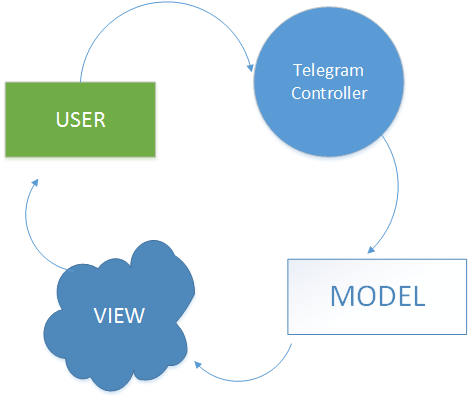 Telegram
Controller
USER
MODEL
VIEW